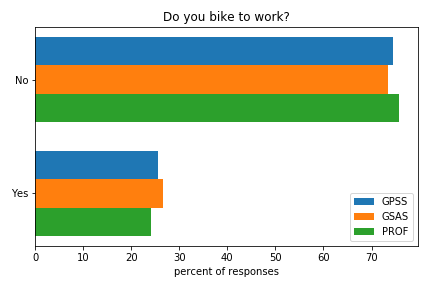 Do you bike to work?
No
Yes
GPSS
GSAS
PROF
0 10 20 30 40 50 60 70
percent of responses